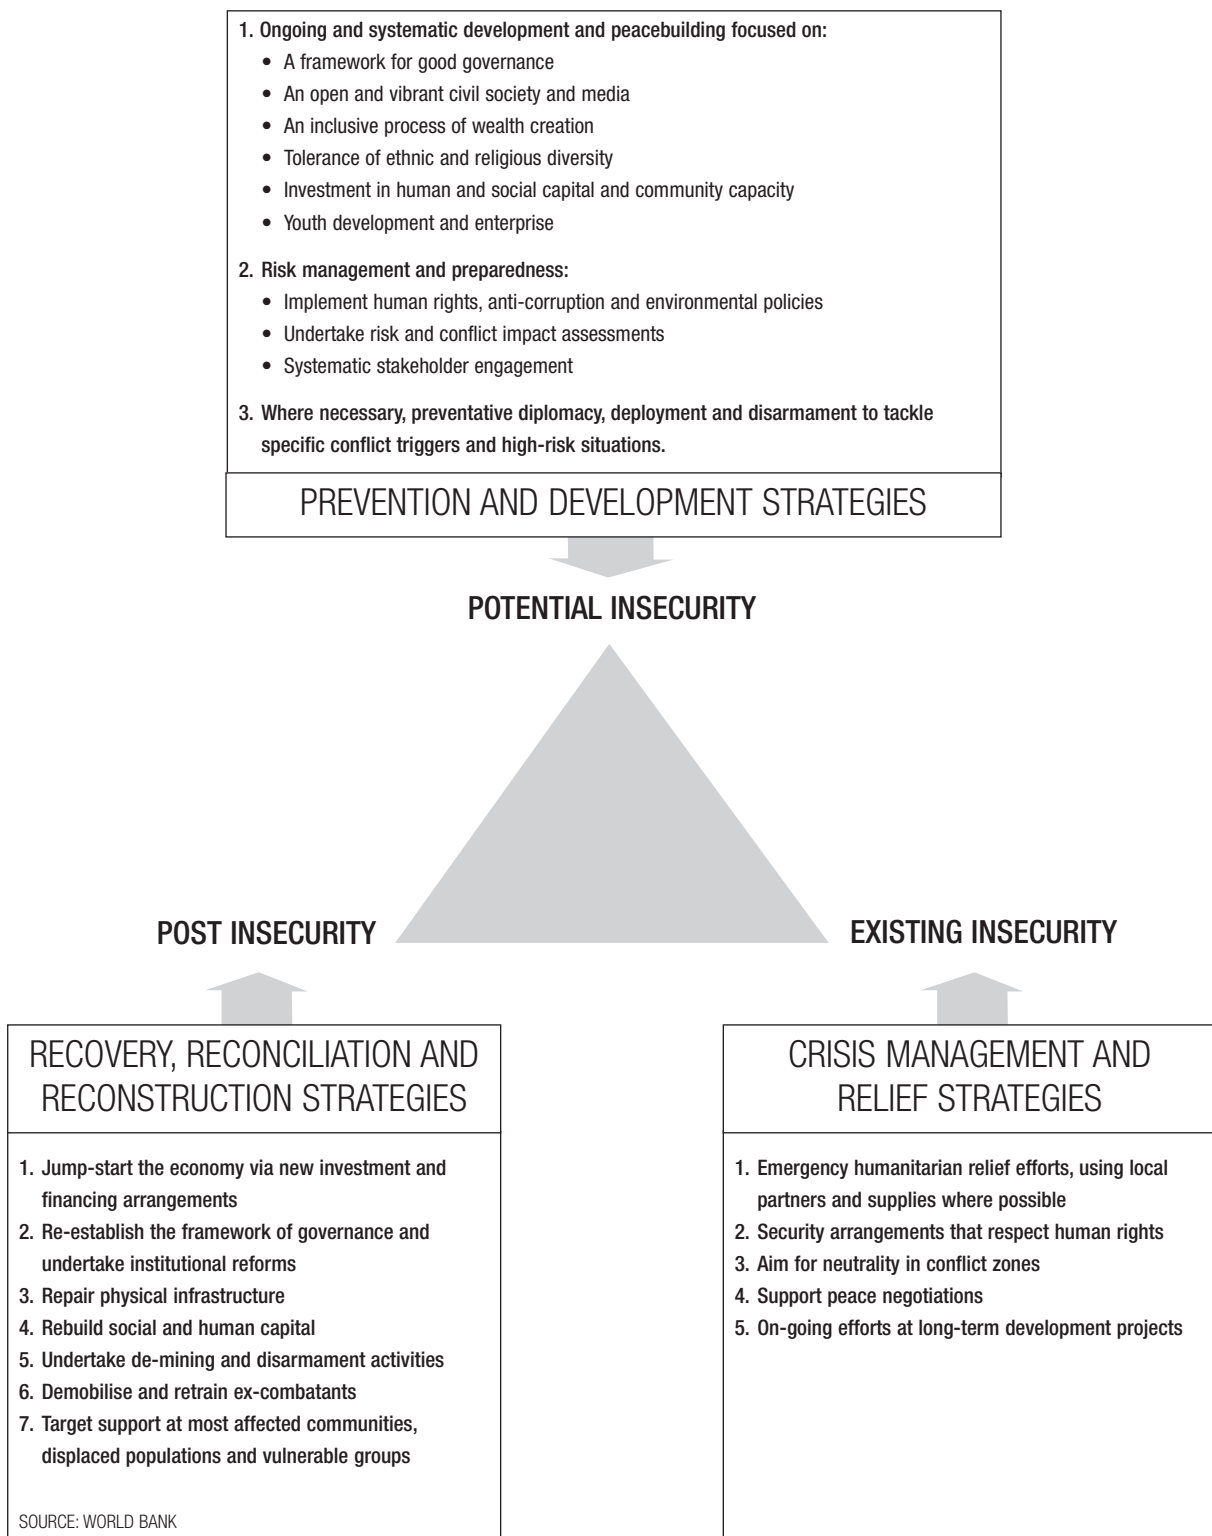 1. Ongoing and systematic development and peacebuilding focused on:
• A framework for good governance
• An open and vibrant civil society and media
• An inclusive process of wealth creation
• Tolerance of ethnic and religious diversity
• Investment in human and social capital and community capacity
• Youth development and enterprise
2. Risk management and preparedness:
• Implement human rights, anti-corruption and environmental policies
• Undertake risk and conflict impact assessments
• Systematic stakeholder engagement
3. Where necessary, preventative diplomacy, deployment and disarmament to tackle
specific conflict triggers and high-risk situations.
PREVENTION AND DEVELOPMENT STRATEGIES
POTENTIAL INSECURITY
POST INSECURITY
EXISTING INSECURITY
RECOVERY, RECONCILIATION AND
RECONSTRUCTION STRATEGIES
1. Jump-start the economy via new investment and
financing arrangements
2. Re-establish the framework of governance and
undertake institutional reforms
3. Repair physical infrastructure
4. Rebuild social and human capital
5. Undertake de-mining and disarmament activities
6. Demobilise and retrain ex-combatants
7. Target support at most affected communities,
displaced populations and vulnerable groups
SOURCE: WORLD BANK
CRISIS MANAGEMENT AND
RELIEF STRATEGIES
1. Emergency humanitarian relief efforts, using local
partners and supplies where possible
2. Security arrangements that respect human rights
3. Aim for neutrality in conflict zones
4. Support peace negotiations
5. On-going efforts at long-term development projects